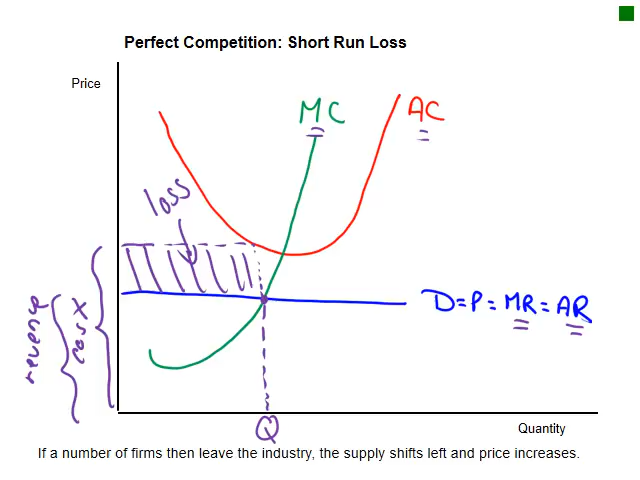 Perfect Competition: Short Run Loss
Price
MC
AC
loss
D=P=MR=AR
revenue
cost
Q
Quantity
If a number of firms then leave the industry, the supply shifts left and price increases.